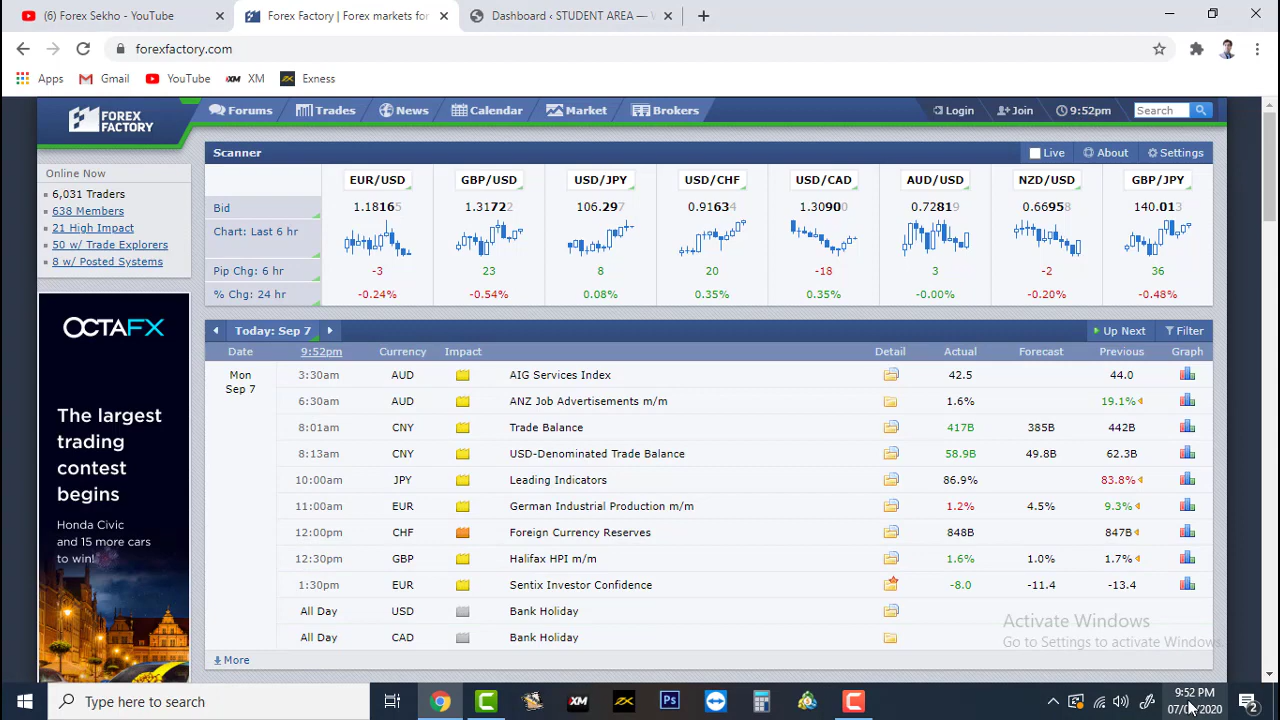 (6) Forex Sekho - YouTube
Forex Factory | Forex markets for
Dashboard ‹ STUDENT AREA —
forexfactory.com
Apps Gmail YouTube XM XM Exness
FOREX FACTORY
Forums Trades News Calendar Market Brokers
Login Join 9:52pm Search
Online Now
6,031 Traders
638 Members
21 High Impact
50 w/ Trade Explorers
8 w/ Posted Systems
OCTAFX
The largest
trading
contest
begins
Honda Civic
and 15 more cars
to win!
Scanner Live About Settings
EUR/USD GBP/USD USD/JPY USD/CHF USD/CAD AUD/USD NZD/USD GBP/JPY
Bid 1.18165 1.31722 106.297 0.91634 1.30900 0.72819 0.66958 140.013
Chart: Last 6 hr
Pip Chg: 6 hr -3 23 8 20 -18 3 -2 36
% Chg: 24 hr -0.24% -0.54% 0.08% 0.35% 0.35% -0.00% -0.20% -0.48%
Today: Sep 7 Up Next Filter
Date 9:52pm Currency Impact Detail Actual Forecast Previous Graph
Mon Sep 7 3:30am AUD AIG Services Index 42.5 44.0
6:30am AUD ANZ Job Advertisements m/m 1.6% 19.1%
8:01am CNY Trade Balance 417B 385B 442B
8:13am CNY USD-Denominated Trade Balance 58.9B 49.8B 62.3B
10:00am JPY Leading Indicators 86.9% 83.8%
11:00am EUR German Industrial Production m/m 1.2% 4.5% 9.3%
12:00pm CHF Foreign Currency Reserves 848B 847B
12:30pm GBP Halifax HPI m/m 1.6% 1.0% 1.7%
1:30pm EUR Sentix Investor Confidence -8.0 -11.4 -13.4
All Day USD Bank Holiday
All Day CAD Bank Holiday
More
Activate Windows
Go to Settings to activate Windows.
Type here to search
XM
Ps
9:52 PM
2